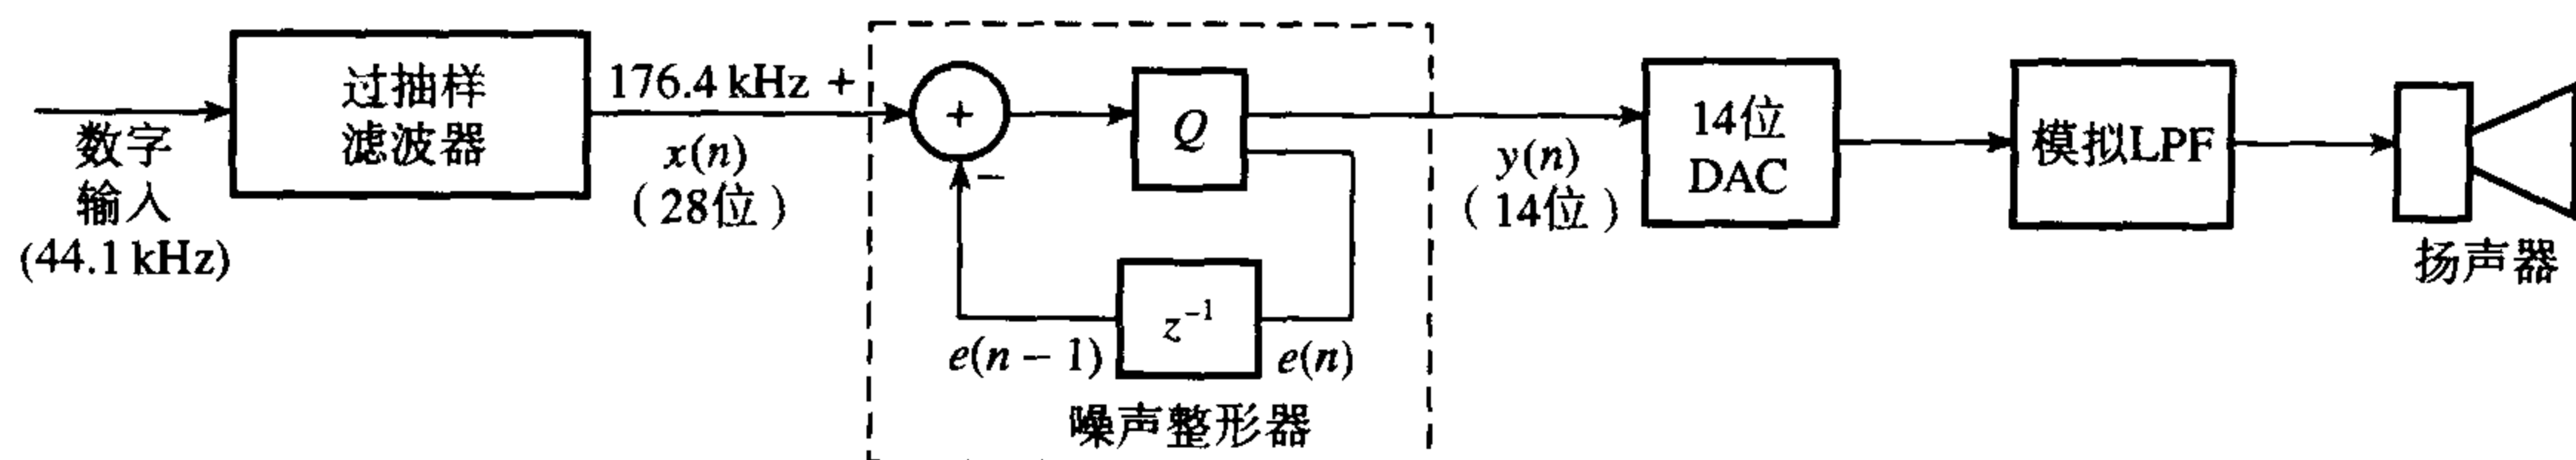 数字
输入
(44.1 kHz)
过抽样
滤波器
176.4 kHz +
x(n)
(28位)
+
−
Q
z⁻¹
e(n − 1)
e(n)
噪声整形器
y(n)
(14位)
14位
DAC
模拟LPF
扬声器